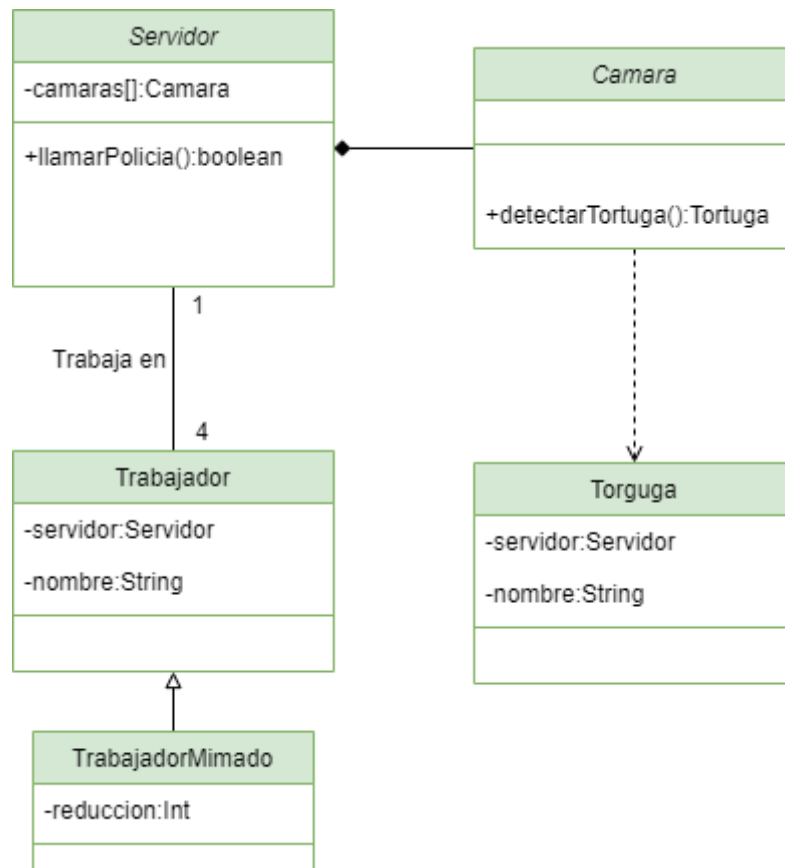 Servidor
-camaras[]:Camara
+llamarPolicia():boolean
Camara
+detectarTortuga():Tortuga
1
Trabaja en
4
Trabajador
-servidor:Servidor
-nombre:String
Torguga
-servidor:Servidor
-nombre:String
TrabajadorMimado
-reduccion:Int